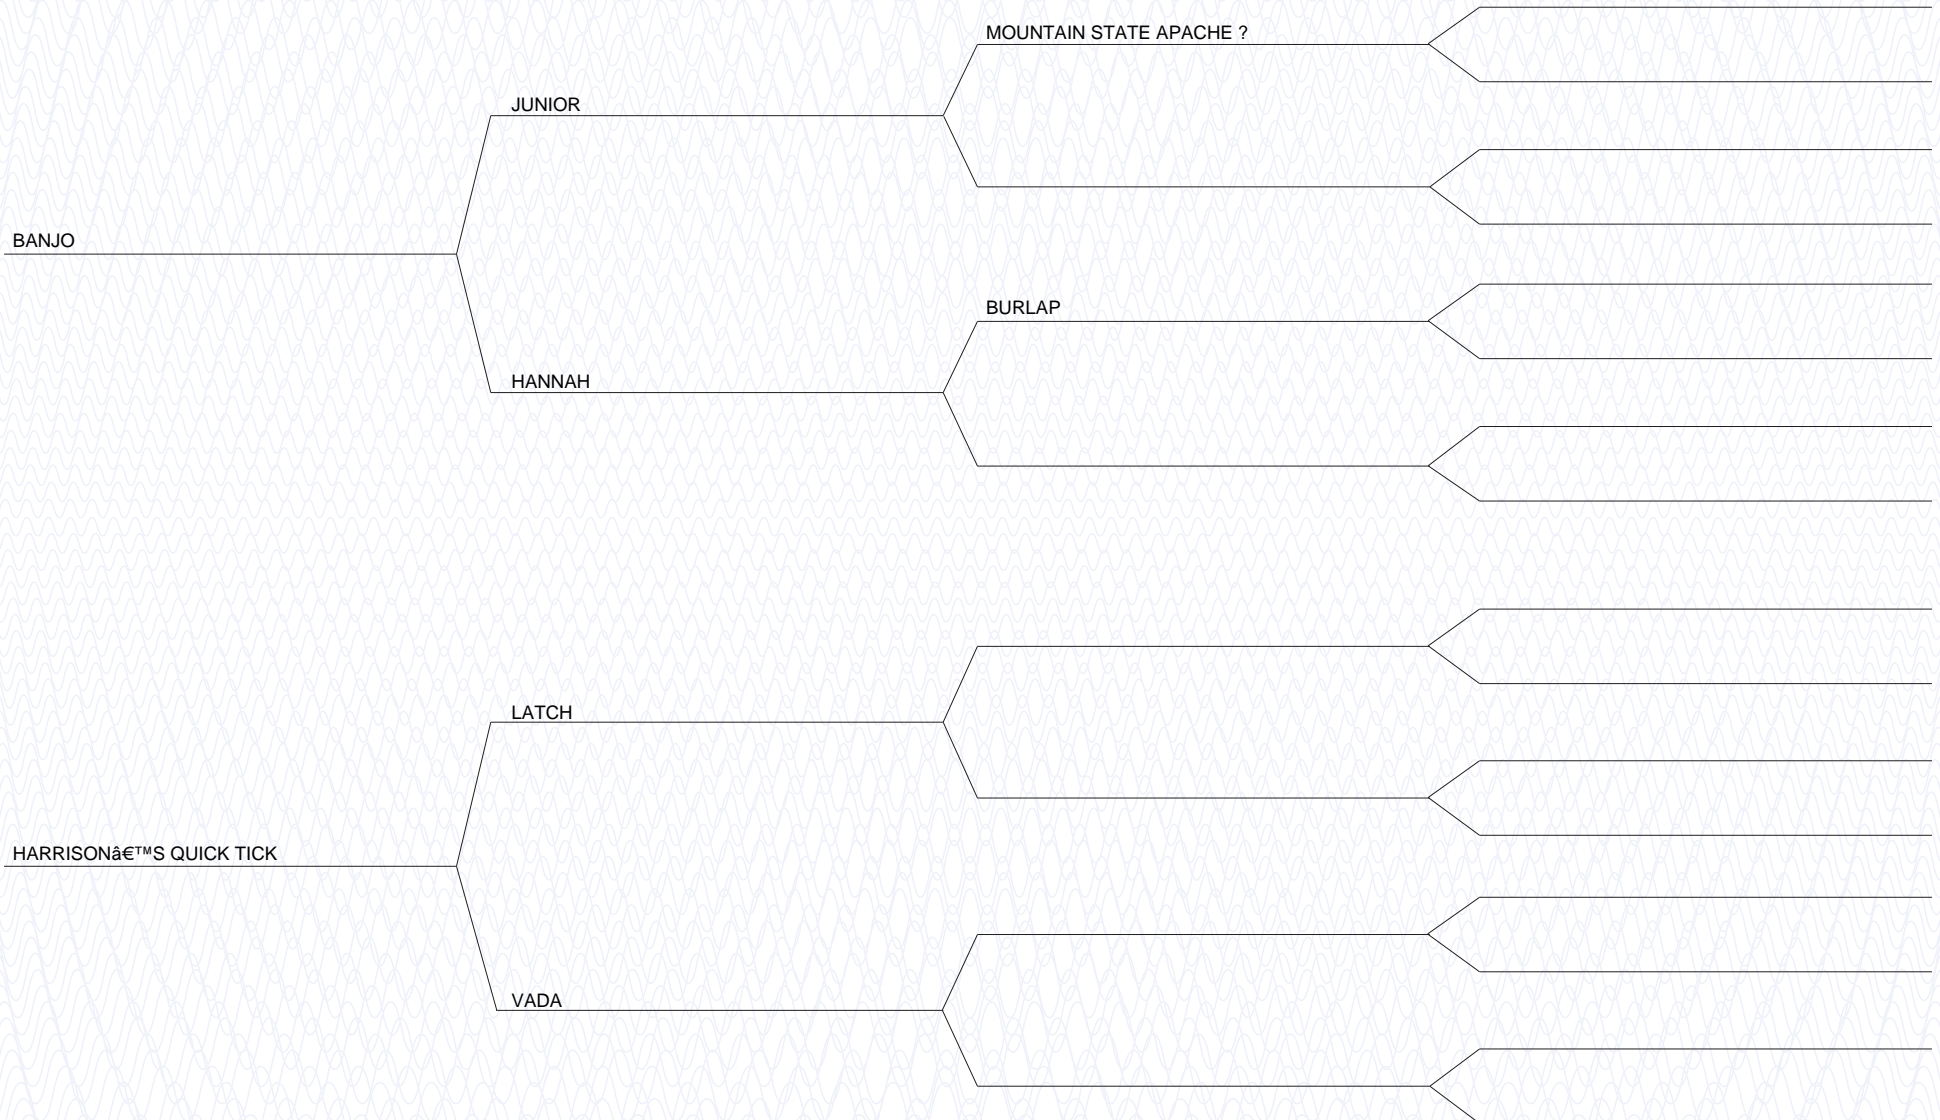 MOUNTAIN STATE APACHE ?
JUNIOR
BANJO
BURLAP
HANNAH
LATCH
HARRISONâ€™S QUICK TICK
VADA